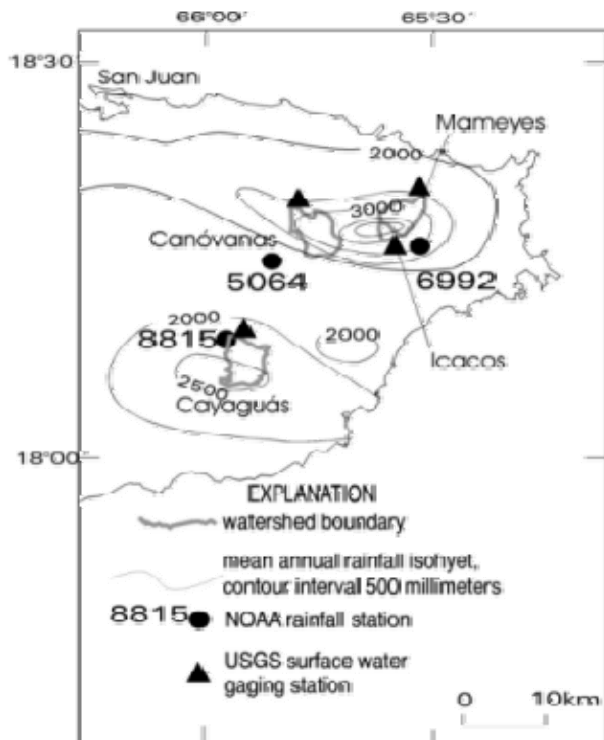 66°00'
65°30'
18°30
San Juan
Mameyes
2000
3000
Canóvanas
5064
6992
2000
8815
2000
Icacos
2500
Cayaguás
18°00'
EXPLANATION
watershed boundary
mean annual rainfall isohyet,
contour interval 500 millimeters
8815
NOAA rainfall station
USGS surface water
gaging station
0 10km